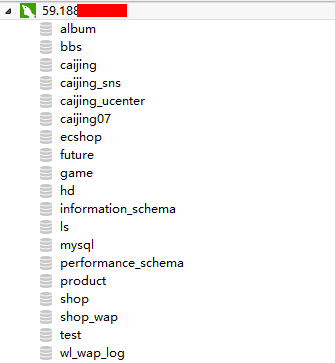 59.188
album
bbs
caijing
caijing_sns
caijing_ucenter
caijing07
ecshop
future
game
hd
information_schema
ls
mysql
performance_schema
product
shop
shop_wap
test
wl_wap_log